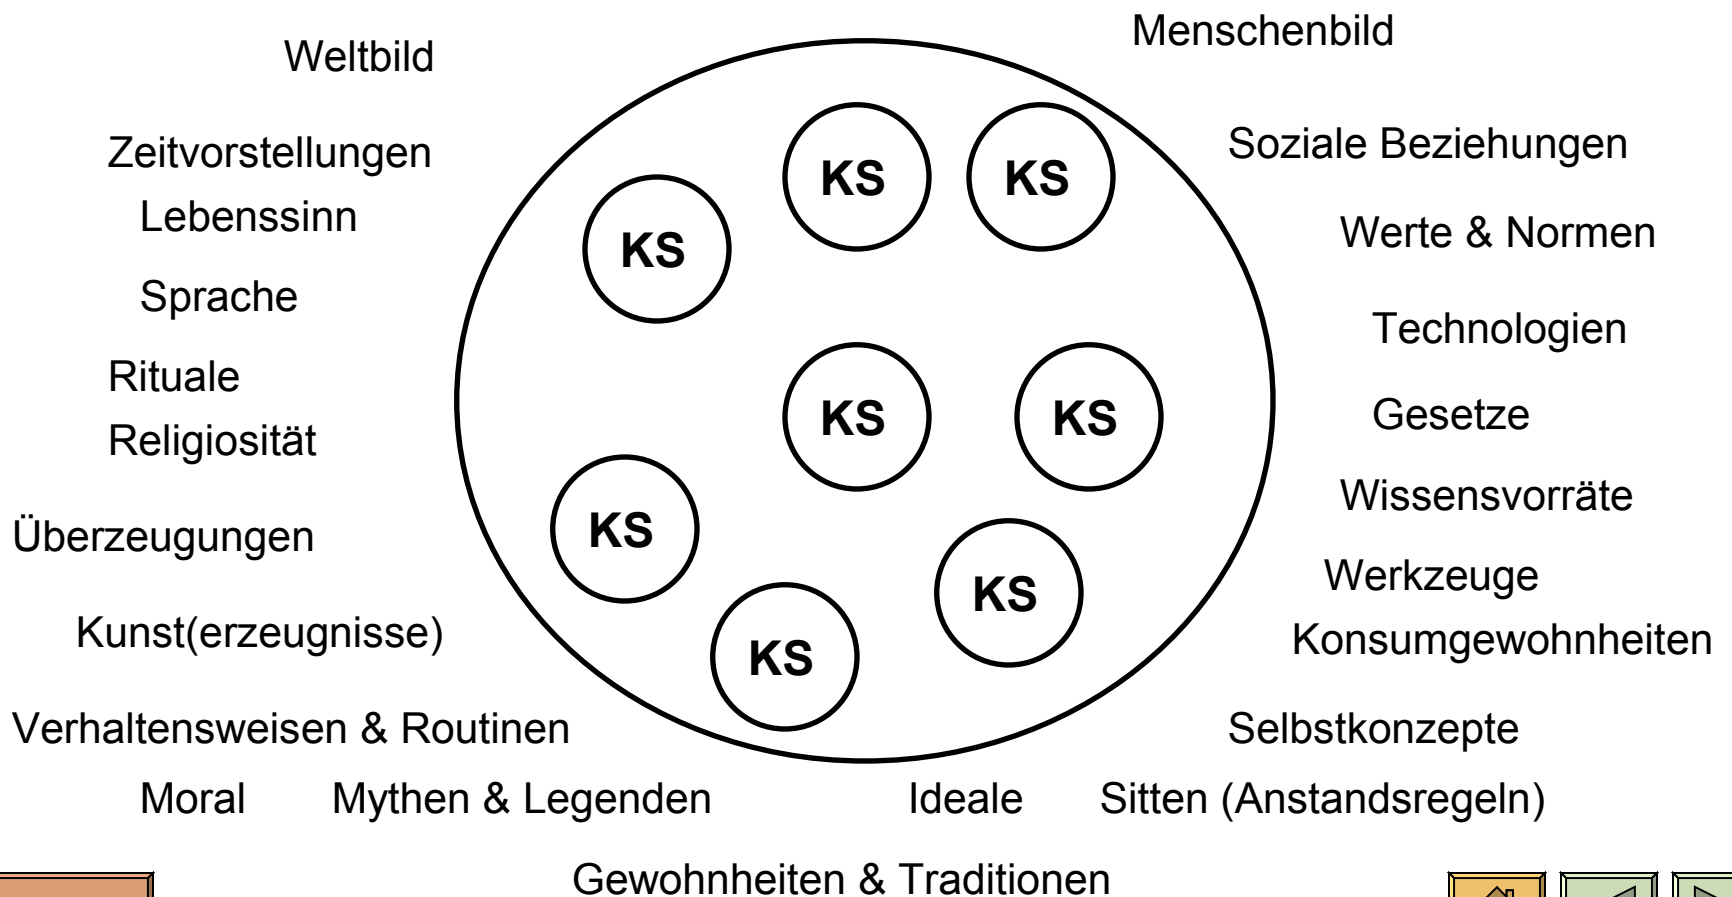 Menschenbild
Weltbild
Zeitvorstellungen
Soziale Beziehungen
KS
KS
Lebenssinn
Werte & Normen
KS
Sprache
Technologien
Rituale
KS
KS
Gesetze
Religiosität
Wissensvorräte
Überzeugungen
KS
Werkzeuge
KS
Kunst(erzeugnisse)
Konsumgewohnheiten
KS
Verhaltensweisen & Routinen
Selbstkonzepte
Moral
Mythen & Legenden
Ideale
Sitten (Anstandsregeln)
Gewohnheiten & Traditionen